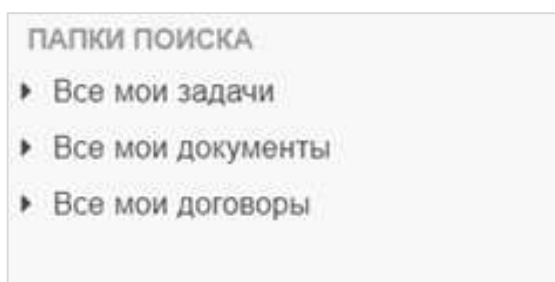 ПАПКИ ПОИСКА
Все мои задачи
Все мои документы
Все мои договоры